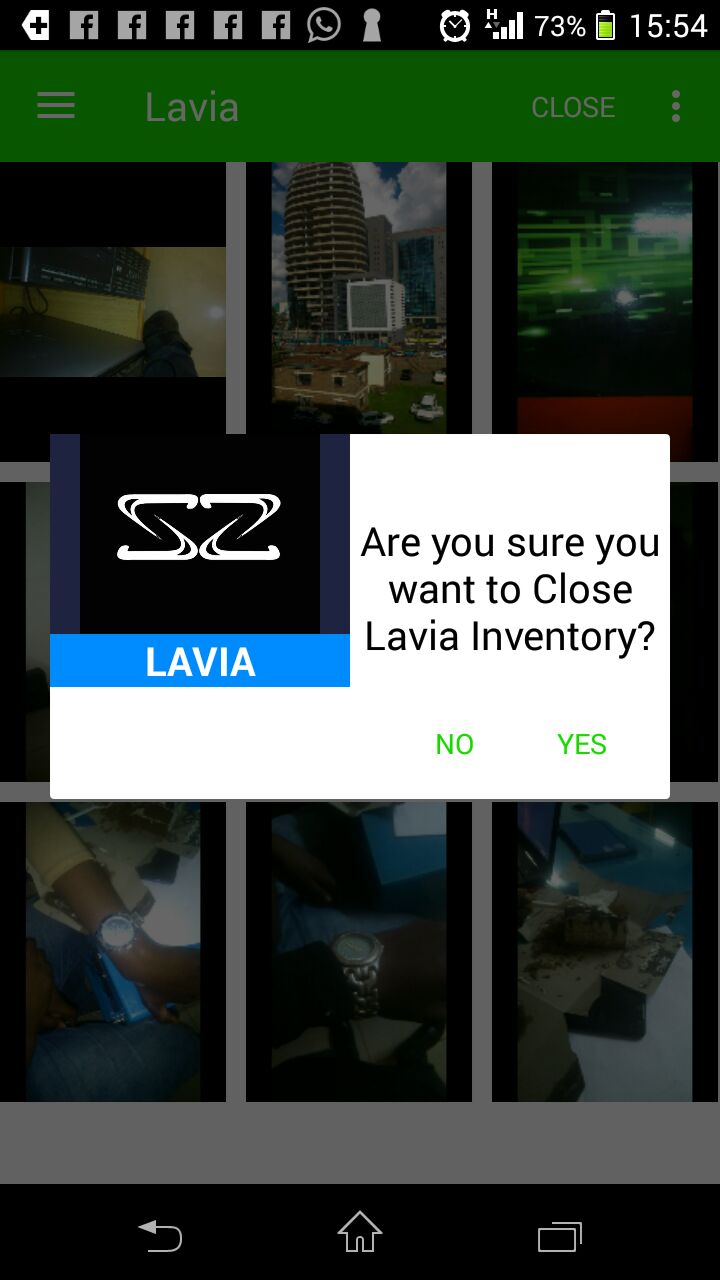 H
73%
15:54
Lavia
CLOSE
Are you sure you
want to Close
Lavia Inventory?
LAVIA
NO
YES